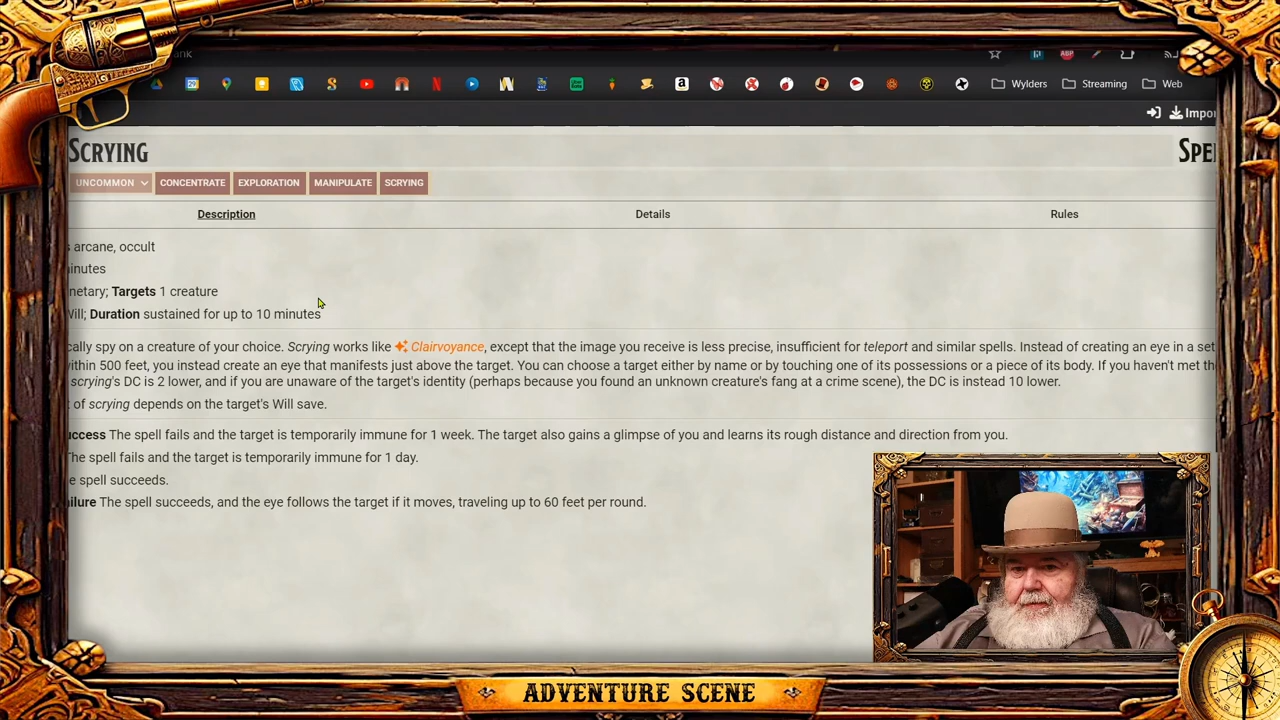 Wylders Streaming Web
Impor
Scrying Spe
UNCOMMON CONCENTRATE EXPLORATION MANIPULATE SCRYING
Description Details Rules
arcane, occult
inutes
netary; Targets 1 creature
Will; Duration sustained for up to 10 minutes
cally spy on a creature of your choice. Scrying works like Clairvoyance, except that the image you receive is less precise, insufficient for teleport and similar spells. Instead of creating an eye in a set
within 500 feet, you instead create an eye that manifests just above the target. You can choose a target either by name or by touching one of its possessions or a piece of its body. If you haven't met the
scrying's DC is 2 lower, and if you are unaware of the target's identity (perhaps because you found an unknown creature's fang at a crime scene), the DC is instead 10 lower.
t of scrying depends on the target's Will save.
uccess The spell fails and the target is temporarily immune for 1 week. The target also gains a glimpse of you and learns its rough distance and direction from you.
The spell fails and the target is temporarily immune for 1 day.
e spell succeeds.
ailure The spell succeeds, and the eye follows the target if it moves, traveling up to 60 feet per round.
ADVENTURE SCENE